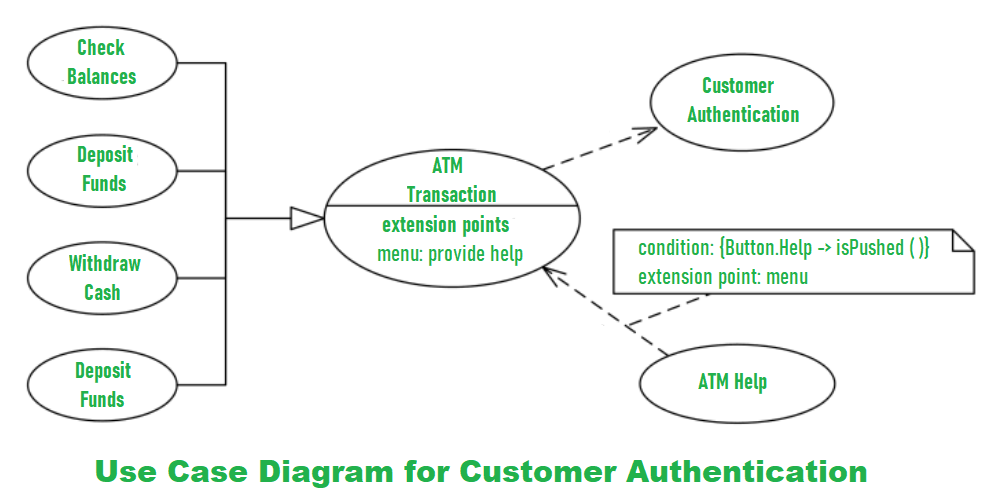 Check
Balances
Deposit
Funds
Withdraw
Cash
Deposit
Funds
ATM
Transaction
extension points
menu: provide help
Customer
Authentication
condition: {Button.Help -> isPushed ( )}
extension point: menu
ATM Help
Use Case Diagram for Customer Authentication